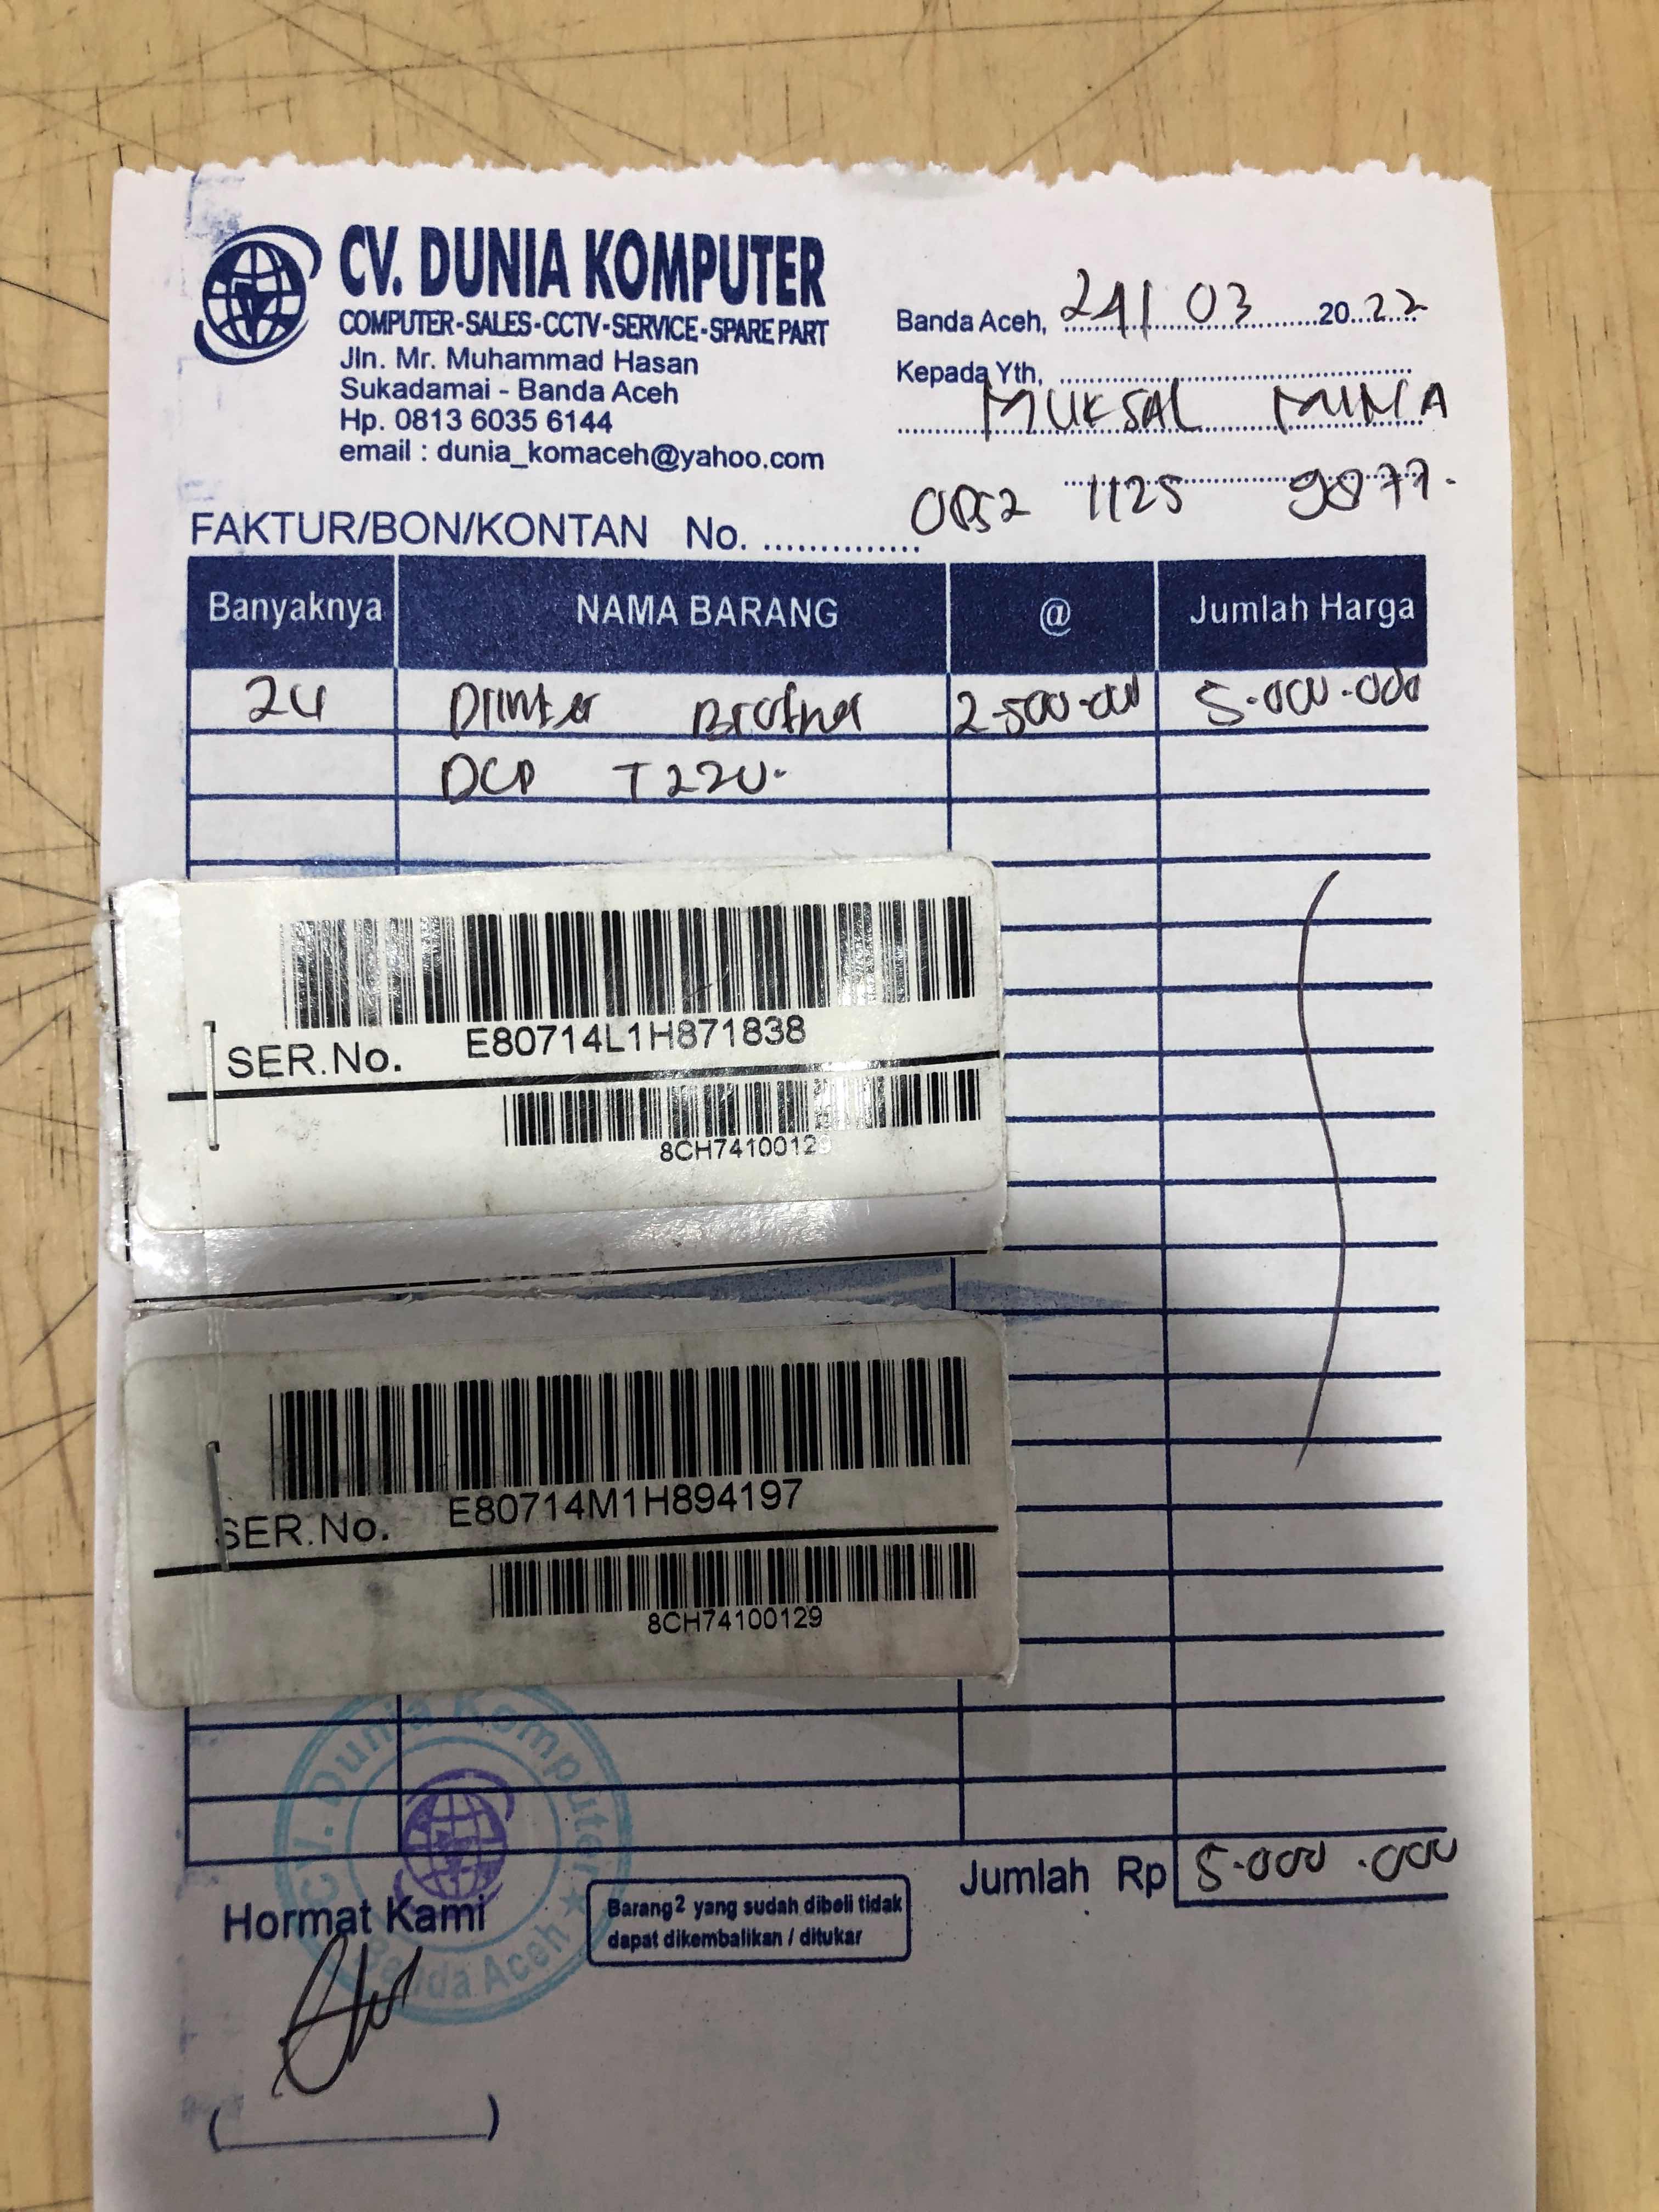 CV. DUNIA KOMPUTER
COMPUTER-SALES-CCTV-SERVICE-SPARE PART
Jln. Mr. Muhammad Hasan
Sukadamai - Banda Aceh
Hp. 0813 6035 6144
email : dunia_komaceh@yahoo.com
Banda Aceh, 24/03 2022
Kepada Yth,
MUKSAL MINA
0852 1125 9877.
FAKTUR/BON/KONTAN No.
Banyaknya NAMA BARANG @ Jumlah Harga
2U Printer Brother 2.500.000 5.000.000
DCP T220.
E80714L1H871838
SER.No.
8CH7410012
E80714M1H894197
SER.No.
8CH74100129
CV. Dunia Komputer
Banda Aceh
Jumlah Rp 5.000.000
Hormat Kami
Barang2 yang sudah dibeli tidak
dapat dikembalikan / ditukar